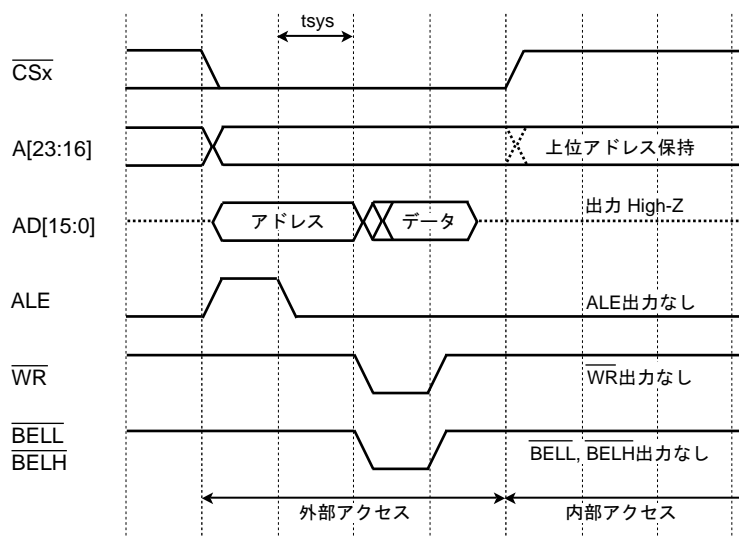 tsys
CSx
A[23:16]
上位アドレス保持
AD[15:0]
アドレス
データ
出力 High-Z
ALE
ALE出力なし
WR
WR出力なし
BELL
BELH
BELL, BELH出力なし
外部アクセス
内部アクセス